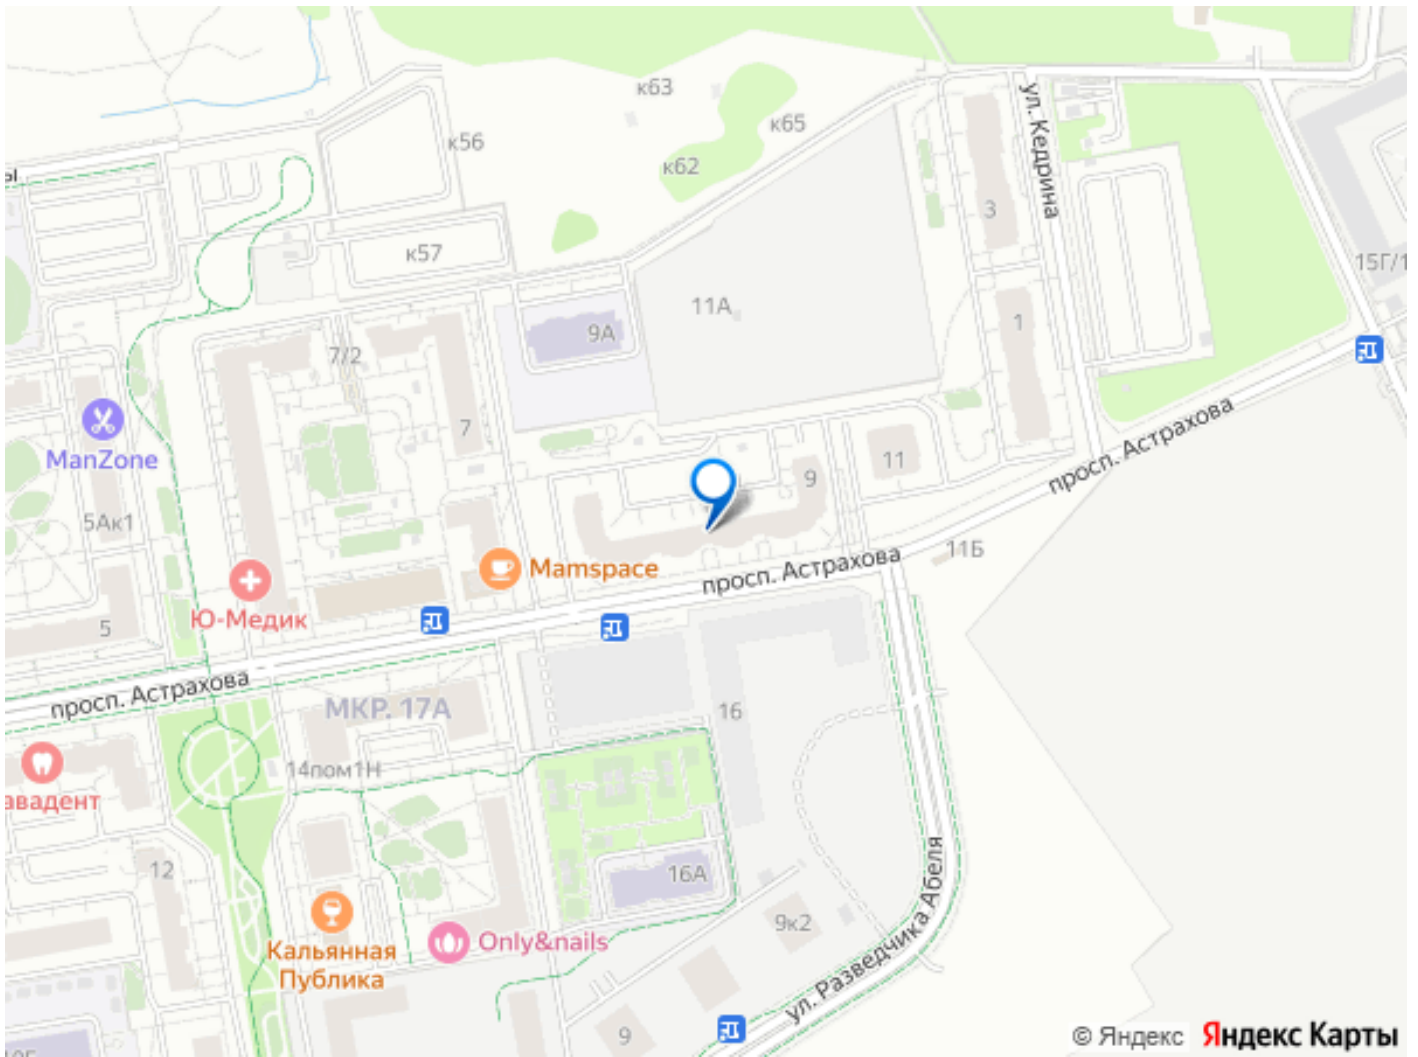 к63
к65
к56
к62
ул. Кедрина
ы
3
к57
15Г/1
11А
1
9А
7/2
ManZone
7
11
9
просп. Астрахова
5Ак1
11Б
Mamspace
просп. Астрахова
Ю-Медик
5
просп. Астрахова
МКР. 17А
16
14пом1Н
авадент
12
16А
9к2
ул. Разведчика Абеля
Кальянная
Публика
Only&nails
9
© Яндекс Яндекс Карты